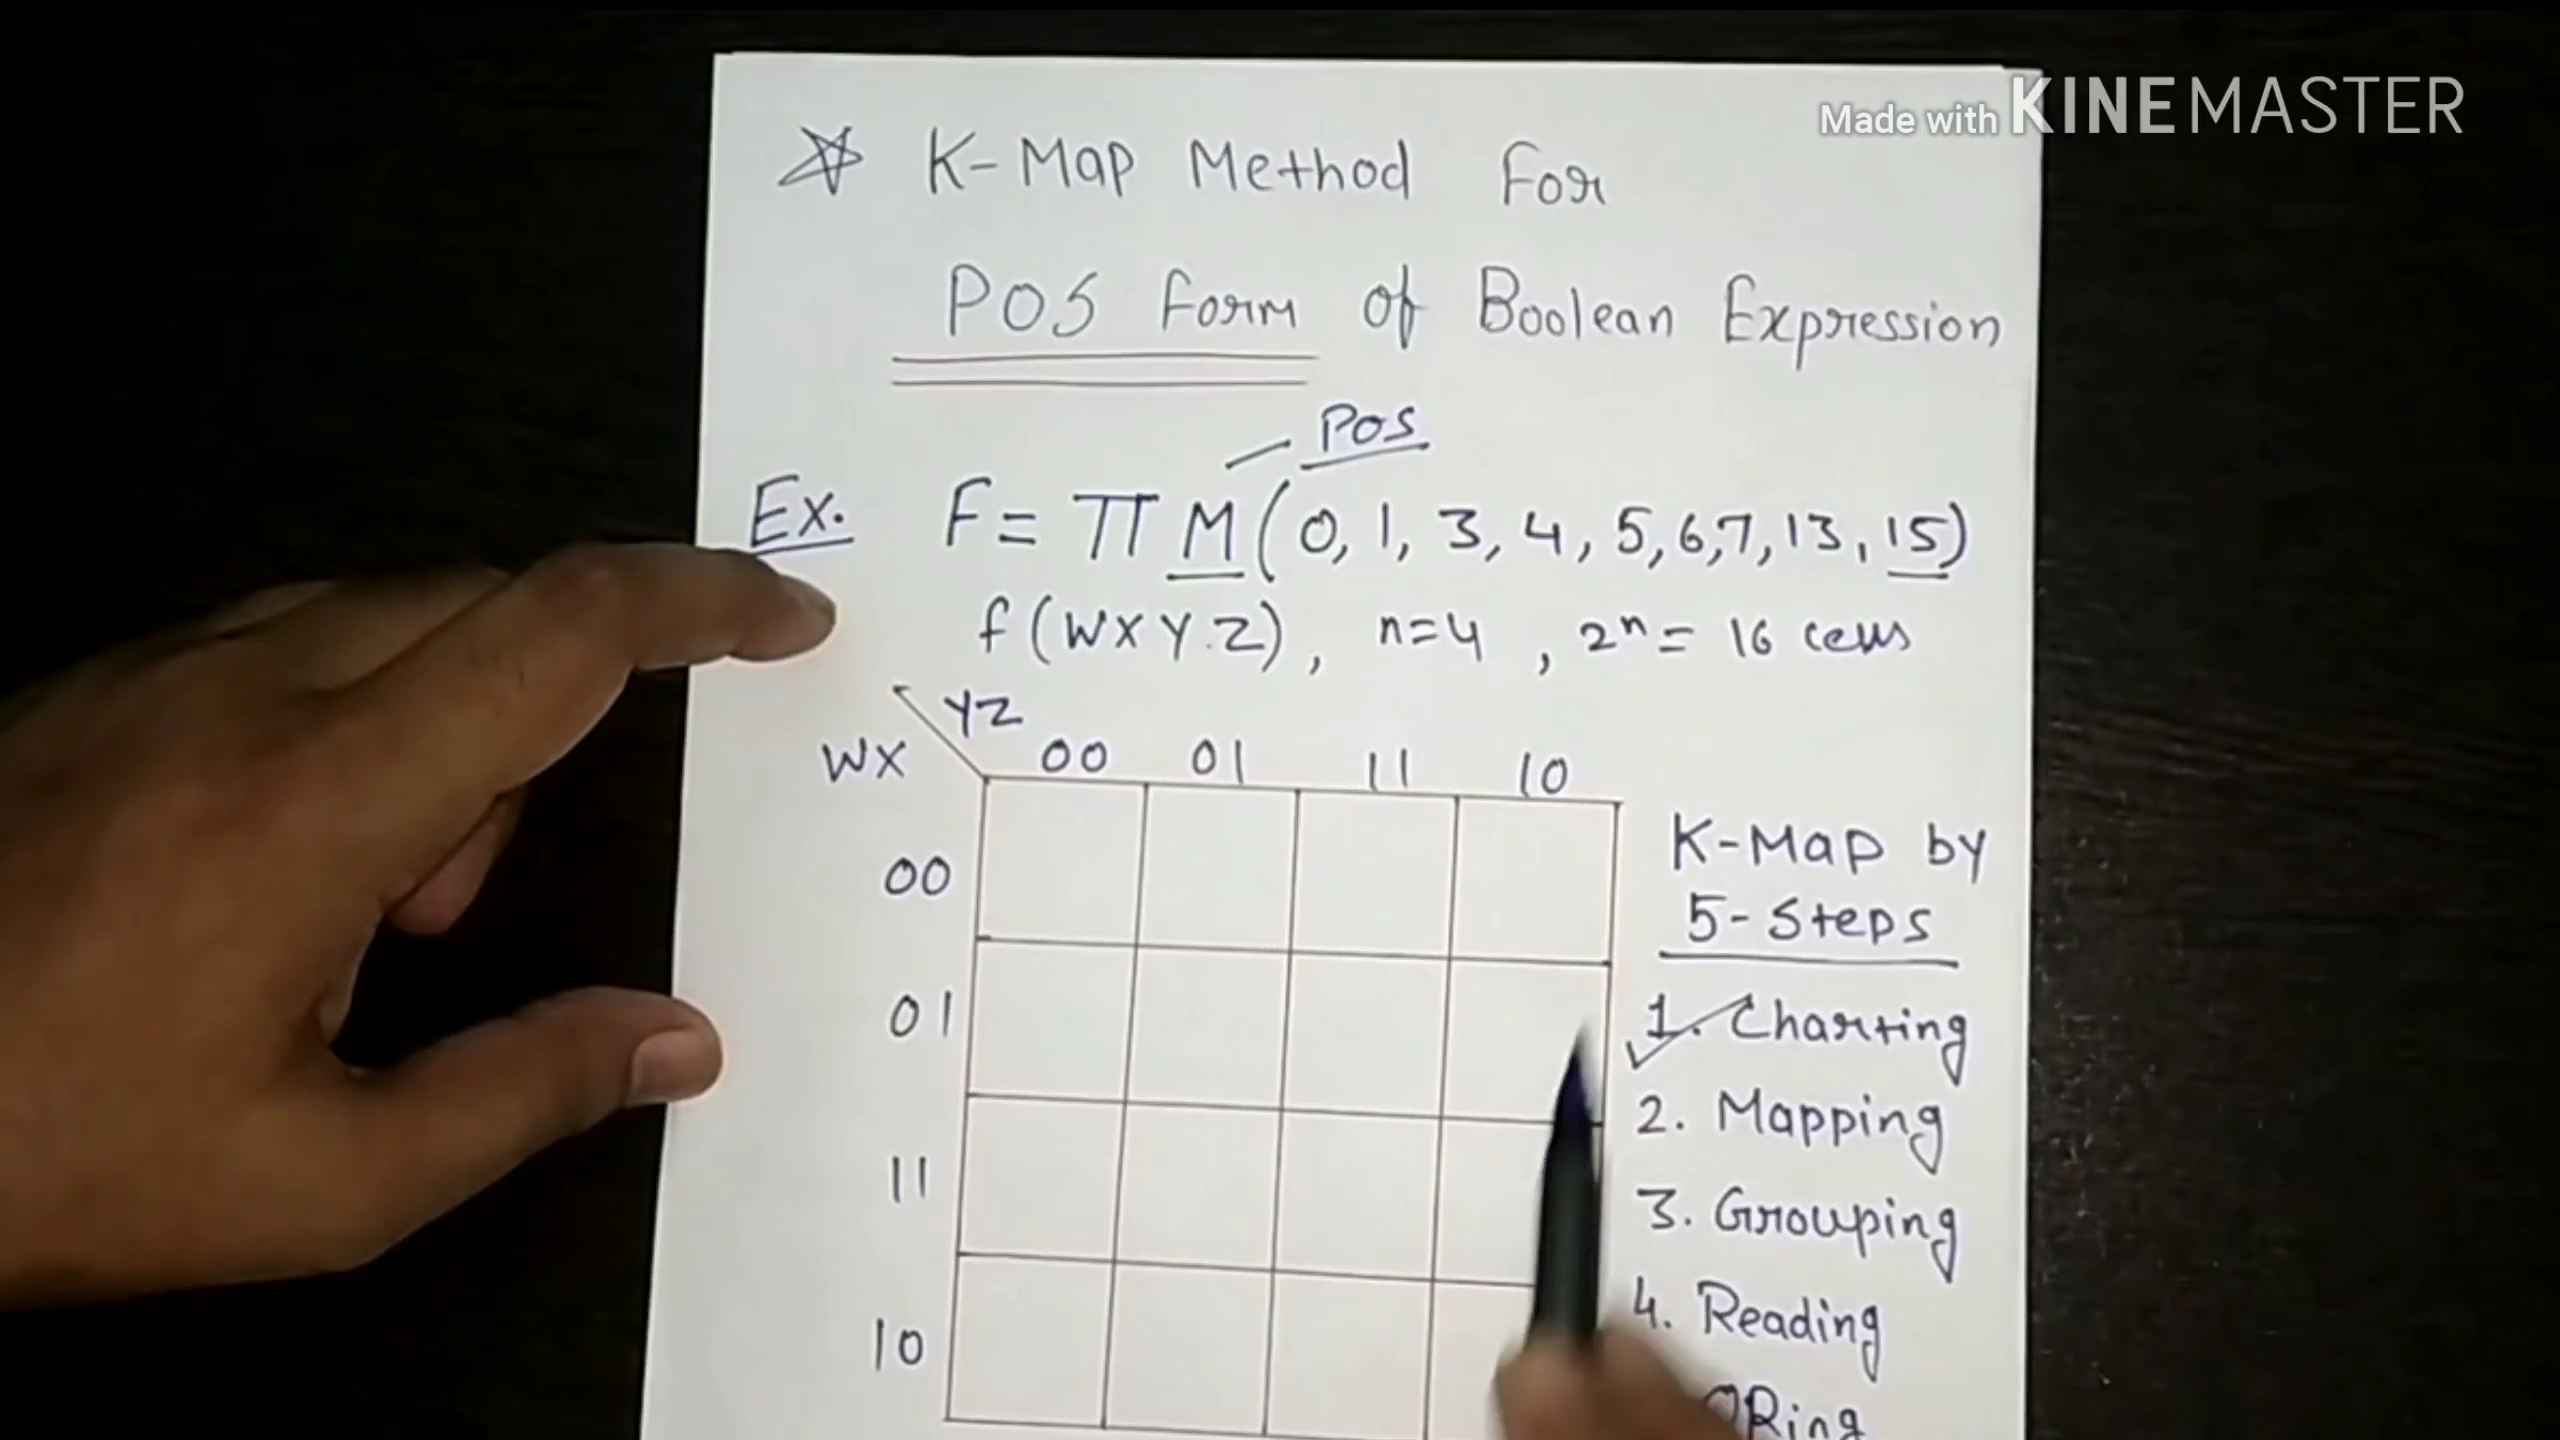 Made with KINEMASTER
K-Map Method For
POS Form of Boolean Expression
POS
Ex. F = π M (0, 1, 3, 4, 5, 6, 7, 13, 15)
f (W X Y Z), n=4, 2ⁿ = 16 cells
YZ
WX 00 01 11 10
00
01
11
10
K-Map by
5-Steps
1. Charting
2. Mapping
3. Grouping
4. Reading
ORing